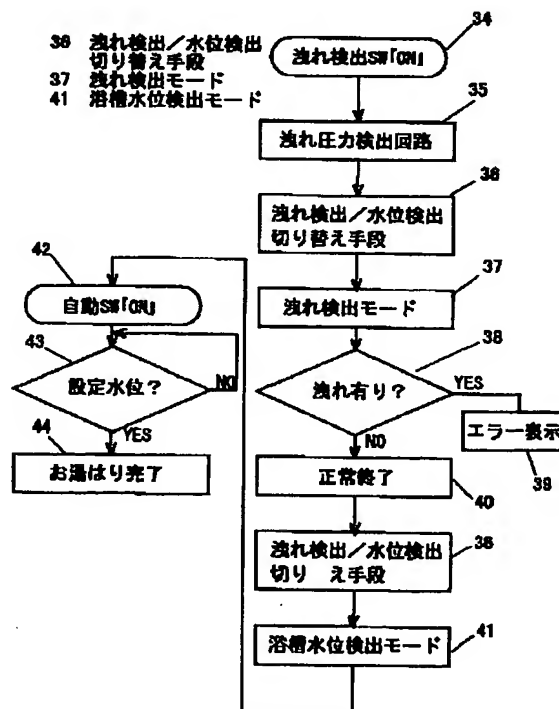 36 洩れ検出／水位検出
切り替え手段
37 洩れ検出モード
41 浴槽水位検出モード
34
洩れ検出SW「ON」
35
洩れ圧力検出回路
36
洩れ検出／水位検出
切り替え手段
37
洩れ検出モード
38
洩れ有り？
YES
NO
エラー表示
39
正常終了
40
洩れ検出／水位検出
切り え手段
36
浴槽水位検出モード
41
42
自動SW「ON」
43
設定水位？
NO
YES
44
お湯はり完了